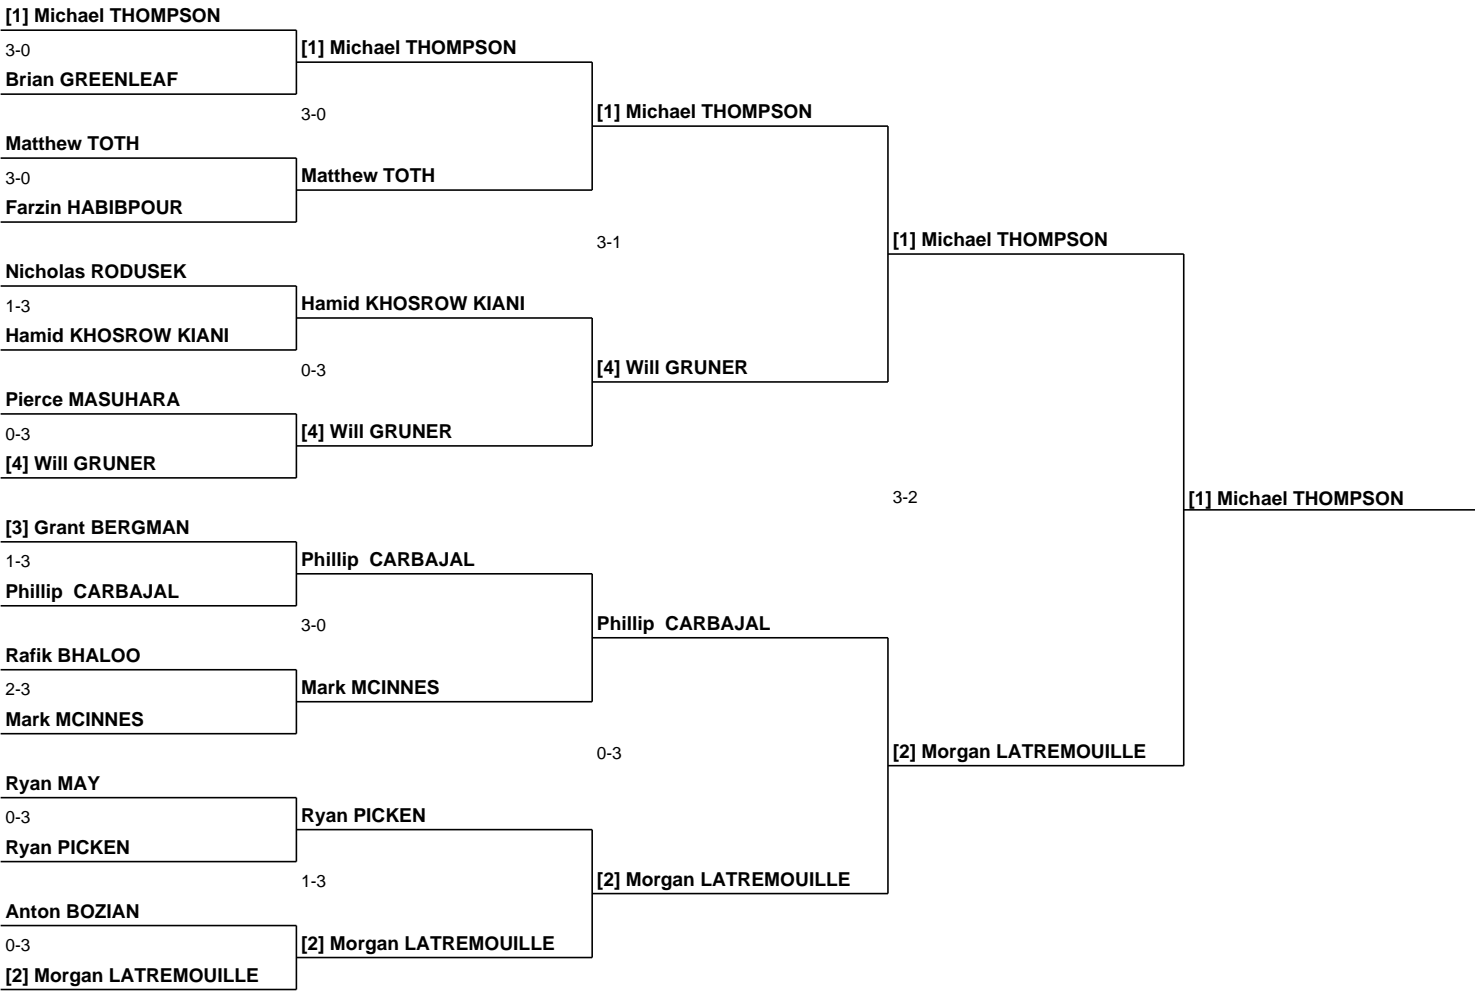 [1] Michael THOMPSON
3-0
Brian GREENLEAF
Matthew TOTH
3-0
Farzin HABIBPOUR
Nicholas RODUSEK
1-3
Hamid KHOSROW KIANI
Pierce MASUHARA
0-3
[4] Will GRUNER
[3] Grant BERGMAN
1-3
Phillip  CARBAJAL
Rafik BHALOO
2-3
Mark MCINNES
Ryan MAY
0-3
Ryan PICKEN
Anton BOZIAN
0-3
[2] Morgan LATREMOUILLE
[1] Michael THOMPSON
3-0
Matthew TOTH
Hamid KHOSROW KIANI
0-3
[4] Will GRUNER
Phillip  CARBAJAL
3-0
Mark MCINNES
Ryan PICKEN
1-3
[2] Morgan LATREMOUILLE
[1] Michael THOMPSON
3-1
[4] Will GRUNER
Phillip  CARBAJAL
0-3
[2] Morgan LATREMOUILLE
[1] Michael THOMPSON
3-2
[2] Morgan LATREMOUILLE
[1] Michael THOMPSON